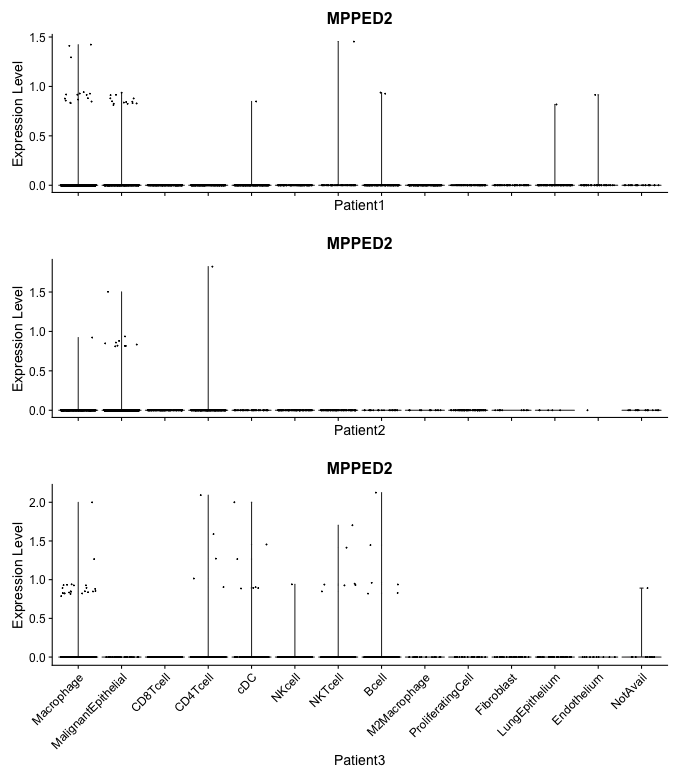 MPPED2
Expression Level
1.5
1.0
0.5
0.0
Patient1
MPPED2
Expression Level
1.5
1.0
0.5
0.0
Patient2
MPPED2
Expression Level
2.0
1.5
1.0
0.5
0.0
Macrophage
MalignantEpithelial
CD8Tcell
CD4Tcell
cDC
NKcell
NKTcell
Bcell
M2Macrophage
ProliferatingCell
Fibroblast
LungEpithelium
Endothelium
NotAvail
Patient3